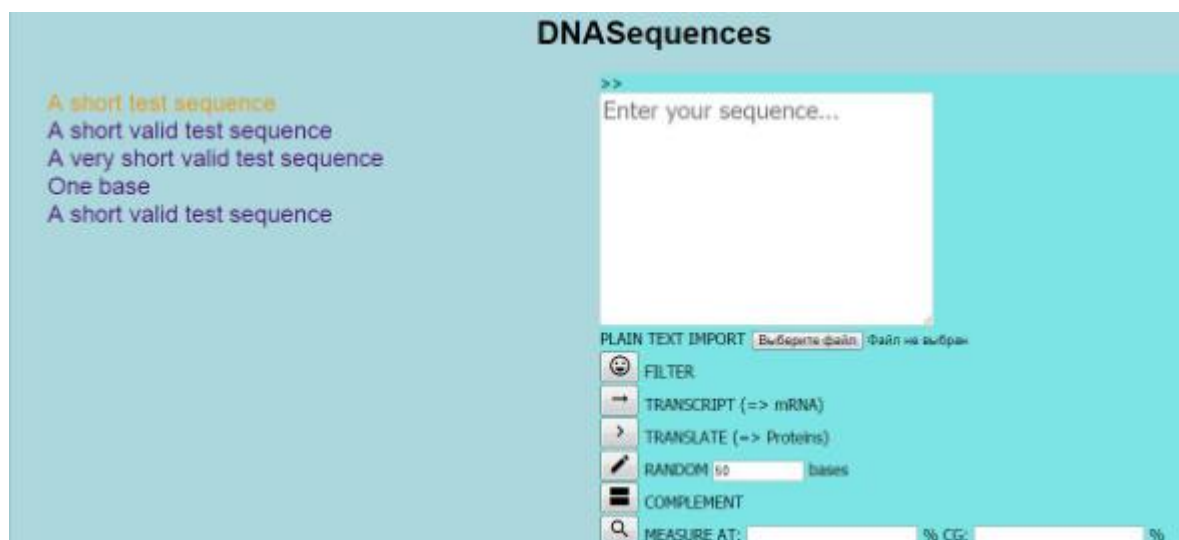 DNASequences
A short test sequence
A short valid test sequence
A very short valid test sequence
One base
A short valid test sequence
>>
Enter your sequence...
PLAIN TEXT IMPORT Выберите файл Файл не выбран
FILTER
TRANSCRIPT (=> mRNA)
TRANSLATE (=> Proteins)
RANDOM 50 bases
COMPLEMENT
MEASURE AT: % CG: %